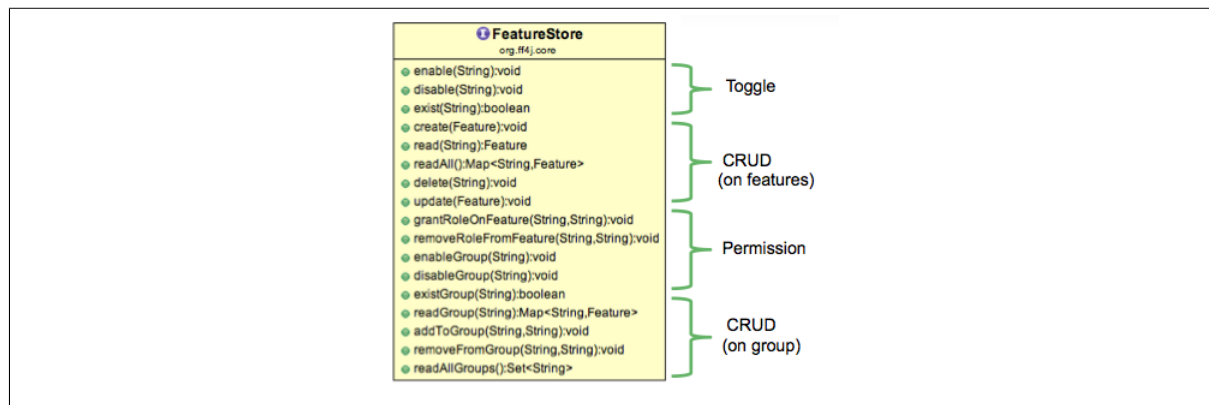 FeatureStore
org.ff4j.core
enable(String):void
disable(String):void
exist(String):boolean
create(Feature):void
read(String):Feature
readAll():Map<String,Feature>
delete(String):void
update(Feature):void
grantRoleOnFeature(String,String):void
removeRoleFromFeature(String,String):void
enableGroup(String):void
disableGroup(String):void
existGroup(String):boolean
readGroup(String):Map<String,Feature>
addToGroup(String,String):void
removeFromGroup(String,String):void
readAllGroups():Set<String>
Toggle
CRUD
(on features)
Permission
CRUD
(on group)